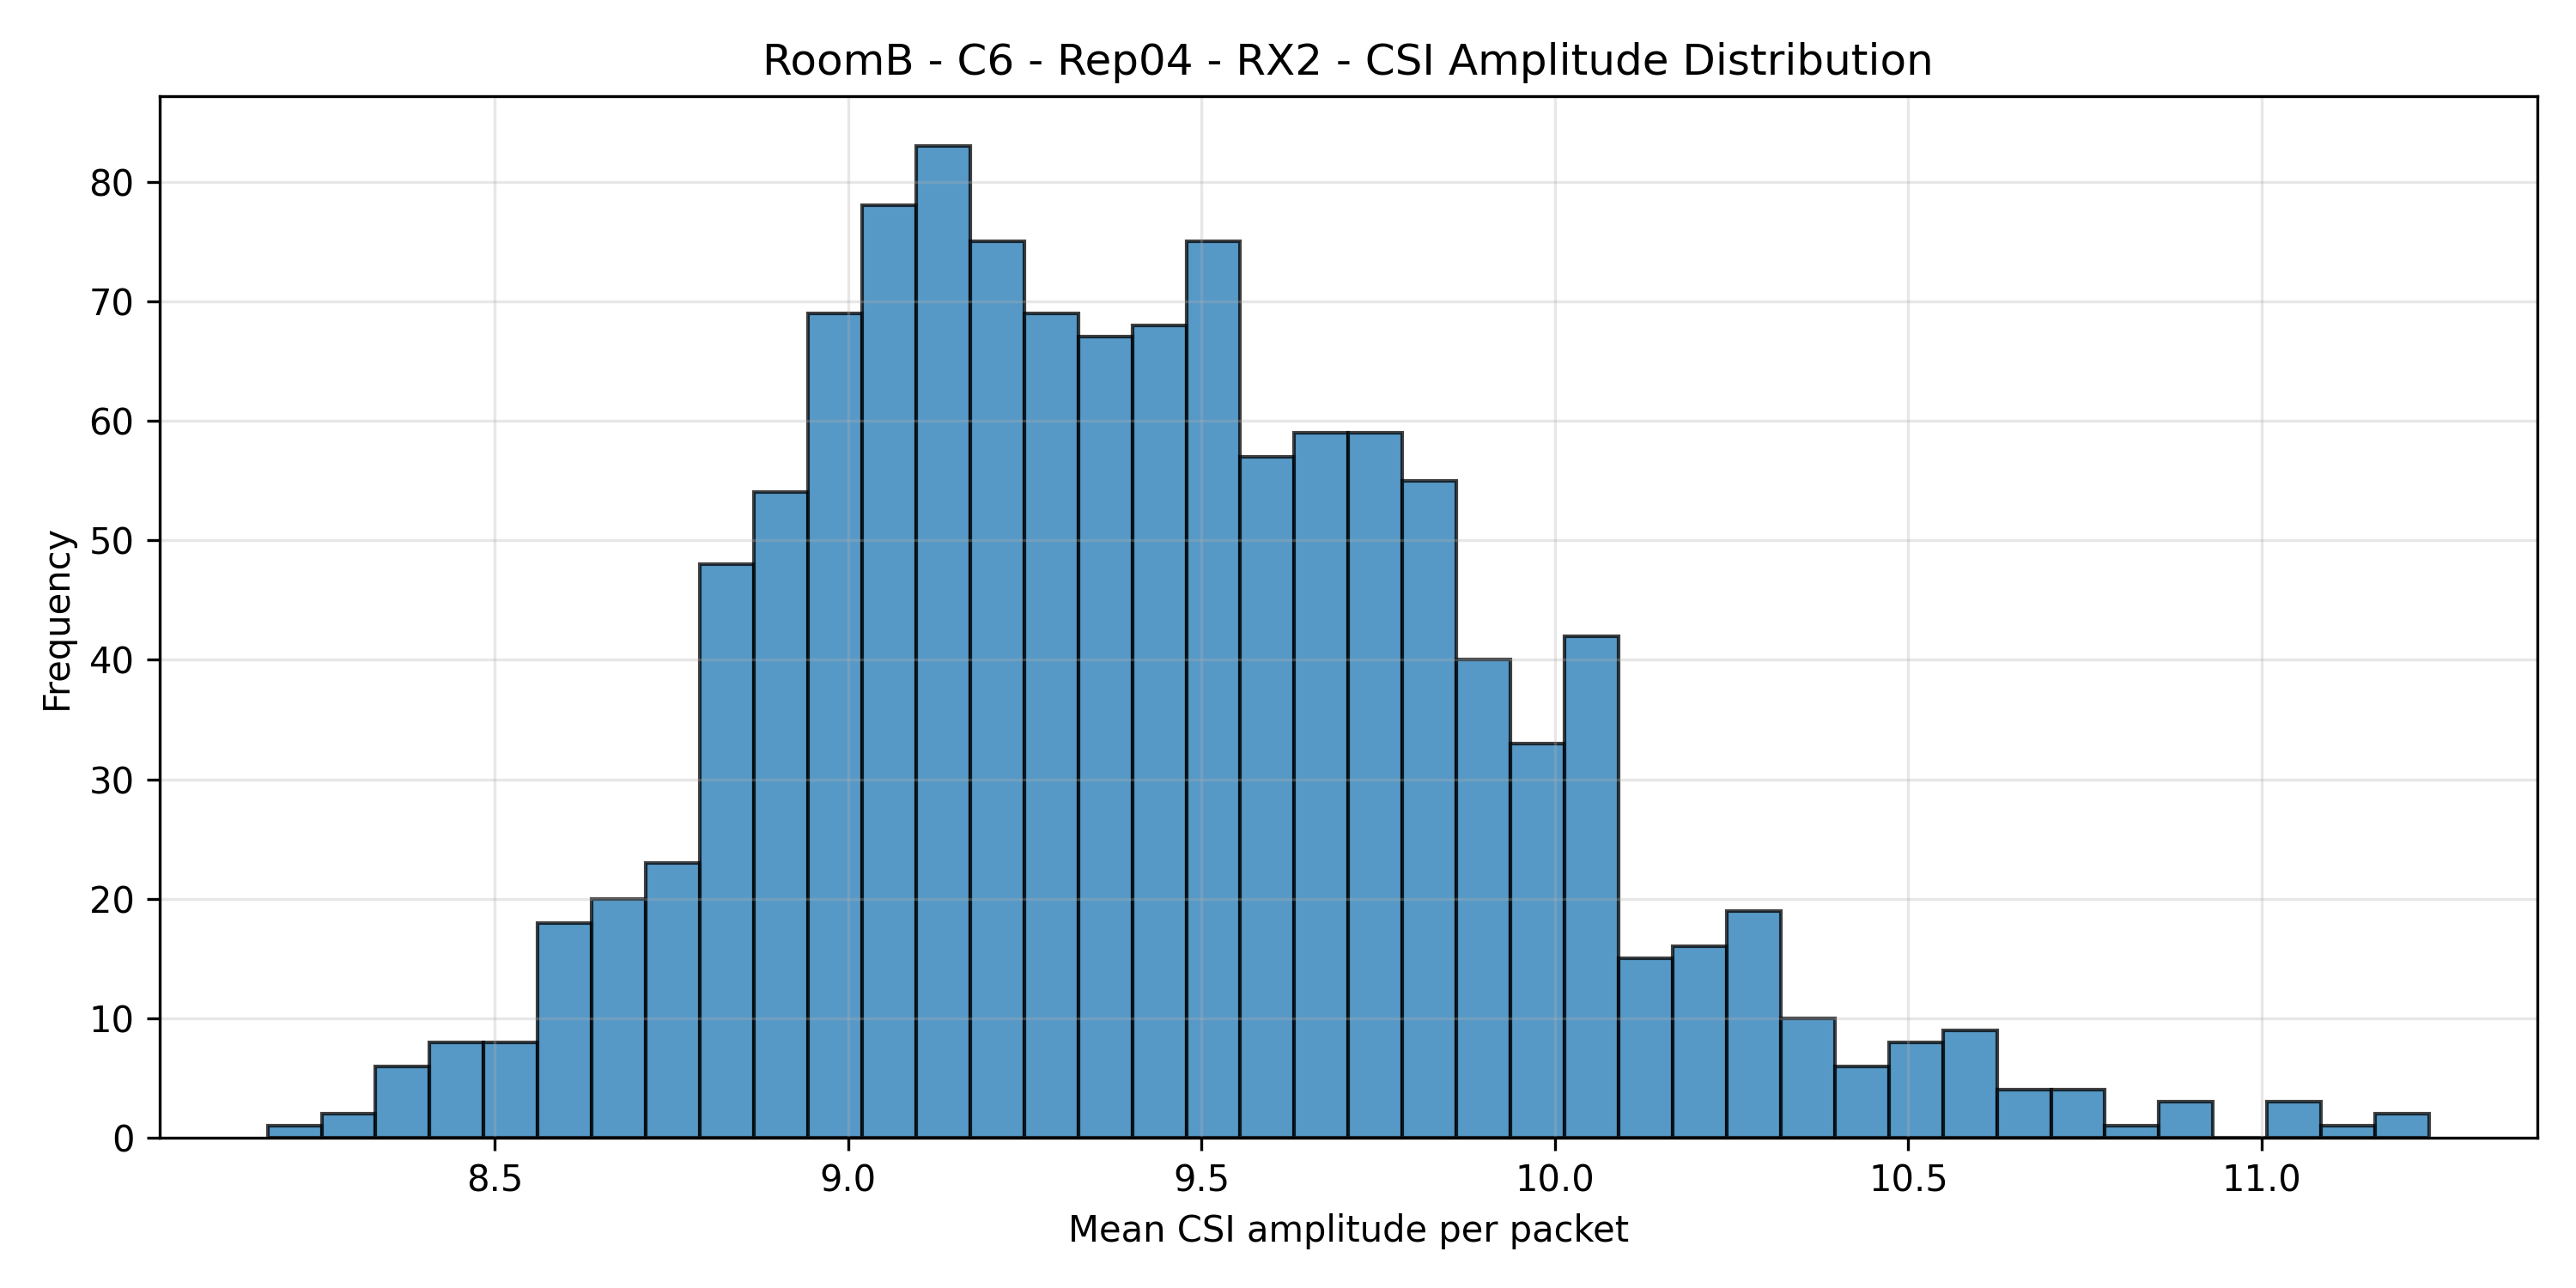 RoomB - C6 - Rep04 - RX2 - CSI Amplitude Distribution
Frequency
80
70
60
50
40
30
20
10
0
8.5 9.0 9.5 10.0 10.5 11.0
Mean CSI amplitude per packet